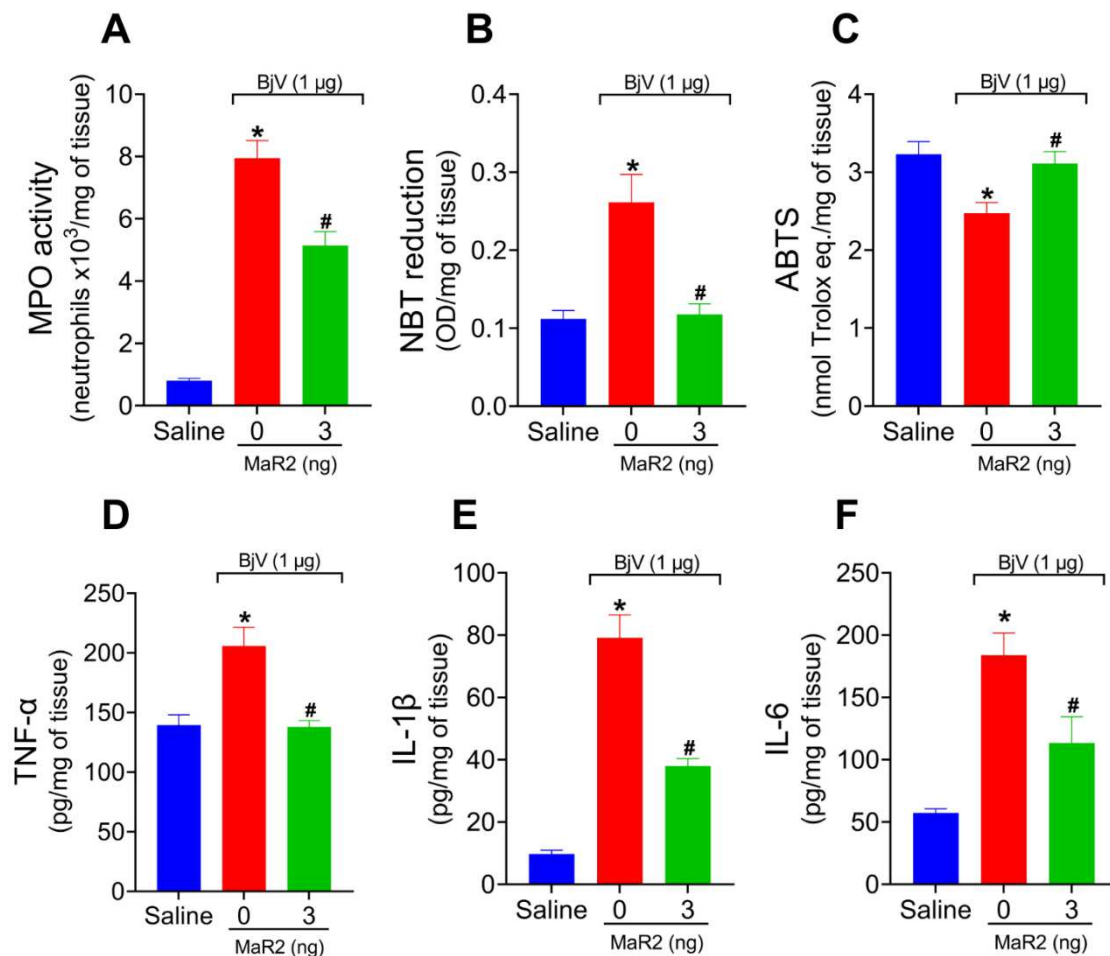 A
BjV (1 µg)
MPO activity
(neutrophils x10³/mg of tissue)
10
8
6
4
2
0
*
#
Saline
0
3
MaR2 (ng)
B
BjV (1 µg)
NBT reduction
(OD/mg of tissue)
0.4
0.3
0.2
0.1
0.0
*
#
Saline
0
3
MaR2 (ng)
C
BjV (1 µg)
ABTS
(nmol Trolox eq./mg of tissue)
4
3
2
1
0
*
#
Saline
0
3
MaR2 (ng)
D
BjV (1 µg)
TNF-α
(pg/mg of tissue)
250
200
150
100
50
0
*
#
Saline
0
3
MaR2 (ng)
E
BjV (1 µg)
IL-1β
(pg/mg of tissue)
100
80
60
40
20
0
*
#
Saline
0
3
MaR2 (ng)
F
BjV (1 µg)
IL-6
(pg/mg of tissue)
250
200
150
100
50
0
*
#
Saline
0
3
MaR2 (ng)